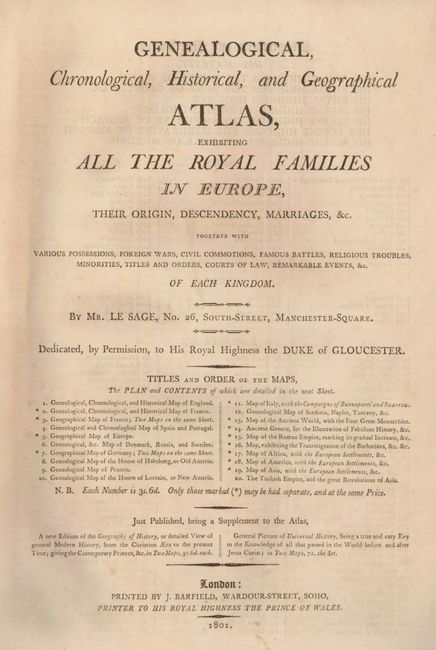 GENEALOGICAL,
Chronological, Historical, and Geographical
ATLAS,
EXHIBITING
ALL THE ROYAL FAMILIES
IN EUROPE,
THEIR ORIGIN, DESCENDENCY, MARRIAGES, &c.
TOGETHER WITH
VARIOUS POSSESSIONS, FOREIGN WARS, CIVIL COMMOTIONS, FAMOUS BATTLES, RELIGIOUS TROUBLES,
MINORITIES, TITLES AND ORDERS, COURTS OF LAW, REMARKABLE EVENTS, &c.
OF EACH KINGDOM.
BY MR. LE SAGE, No. 26, SOUTH-STREET, MANCHESTER-SQUARE.
Dedicated, by Permission, to His Royal Highness the DUKE of GLOUCESTER.
TITLES AND ORDER OF THE MAPS,
The PLAN and CONTENTS of which are detailed in the next Sheet.
1. Genealogical, Chronological, and Historical Map of England.
* 2. Genealogical, Chronological, and Historical Map of France.
* 3. Geographical Map of France; Two Maps on the same Sheet.
4. Genealogical and Chronological Map of Spain and Portugal.
* 5. Geographical Map of Europe.
6. Genealogical, &c. Map of Denmark, Russia, and Sweden.
* 7. Geographical Map of Germany; Two Maps on the same Sheet.
8. Genealogical Map of the House of Habsburg, or Old Austria.
9. Genealogical Map of Prussia.
10. Genealogical Map of the House of Lorrain, or New Austria.
* 11. Map of Italy, with the Campaigns of Buonaparté and Suwarrow.
12. Genealogical Map of Sardinia, Naples, Tuscany, &c.
* 13. Map of the Ancient World, with the Four Great Monarchies.
* 14. Ancient Greece, for the Illustration of Fabulous History, &c.
* 15. Map of the Roman Empire, marking its gradual Increase, &c.
* 16. Map, exhibiting the Transmigration of the Barbarians, &c. &c.
* 17. Map of Africa, with the European Settlements, &c.
* 18. Map of America, with the European Settlements, &c.
* 19. Map of Asia, with the European Settlements, &c.
20. The Turkish Empire, and the great Revolutions of Asia.
N. B. Each Number is 3s. 6d. Only those marked (*) may be had separate, and at the same Price.
Just Published, being a Supplement to the Atlas,
A new Edition of the Geography of History, or detailed View of
general Modern History, from the Christian Æra to the present
Time; giving the Cotemporary Princes, &c. in Two Maps, 3s. 6d. each.
General Picture of Universal History, being a true and easy Key
to the Knowledge of all that passed in the World before and after
Jesus Christ; in Two Maps, 7s. the Set.
London:
PRINTED BY J. BARFIELD, WARDOUR-STREET, SOHO,
PRINTER TO HIS ROYAL HIGHNESS THE PRINCE OF WALES.
1801.